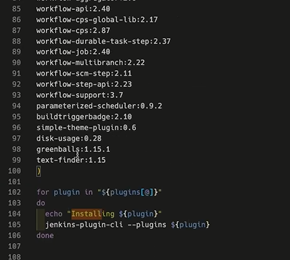 85 workflow-api:2.40
86 workflow-cps-global-lib:2.17
87 workflow-cps:2.87
88 workflow-durable-task-step:2.37
89 workflow-job:2.40
90 workflow-multibranch:2.22
91 workflow-scm-step:2.11
92 workflow-step-api:2.23
93 workflow-support:3.7
94 parameterized-scheduler:0.9.2
95 buildtriggerbadge:2.10
96 simple-theme-plugin:0.6
97 disk-usage:0.28
98 greenballs:1.15.1
99 text-finder:1.15
100 )
101
102 for plugin in "${plugins[@]}"
103 do
104 echo "Installing ${plugin}"
105 jenkins-plugin-cli --plugins ${plugin}
106 done
107
108